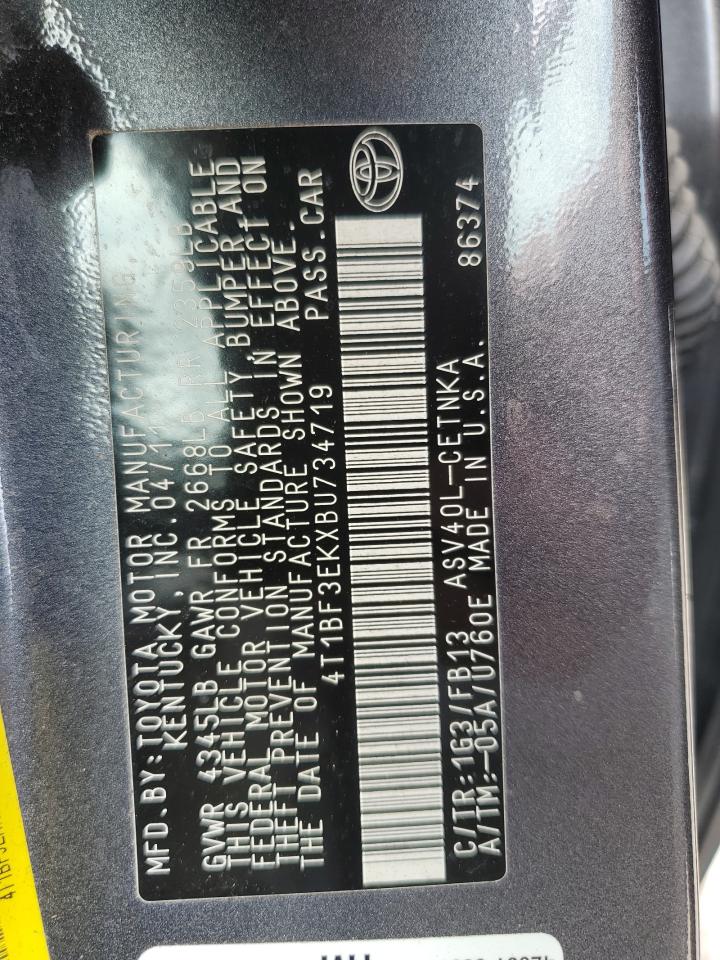 MFD.BY:TOYOTA MOTOR MANUFACTURING,
KENTUCKY, INC.04/11
GVWR 4345LB GAWR FR 2668LB RR 2359LB
THIS VEHICLE CONFORMS TO ALL APPLICABLE
FEDERAL MOTOR VEHICLE SAFETY, BUMPER AND
THEFT PREVENTION STANDARDS IN EFFECT ON
THE DATE OF MANUFACTURE SHOWN ABOVE.
4T1BF3EKXBU734719 PASS.CAR
C/TR:1G3/FB13 ASV40L-CETNKA 86374
A/TM:-05A/U760E MADE IN U.S.A.